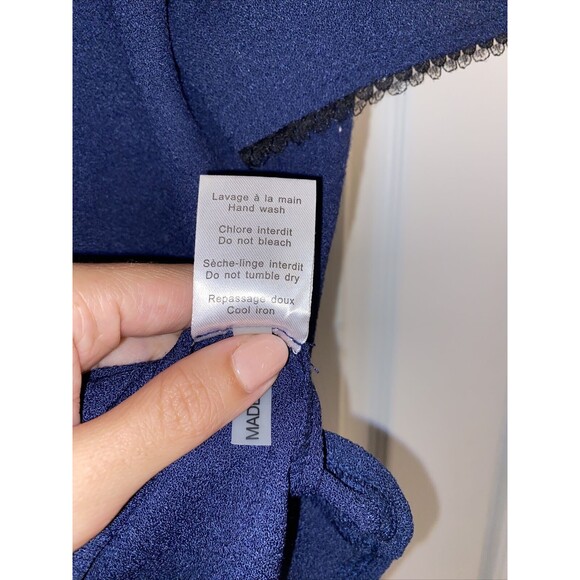 Lavage à la main
Hand wash
Chlore interdit
Do not bleach
Sèche-linge interdit
Do not tumble dry
Repassage doux
Cool iron
MADE